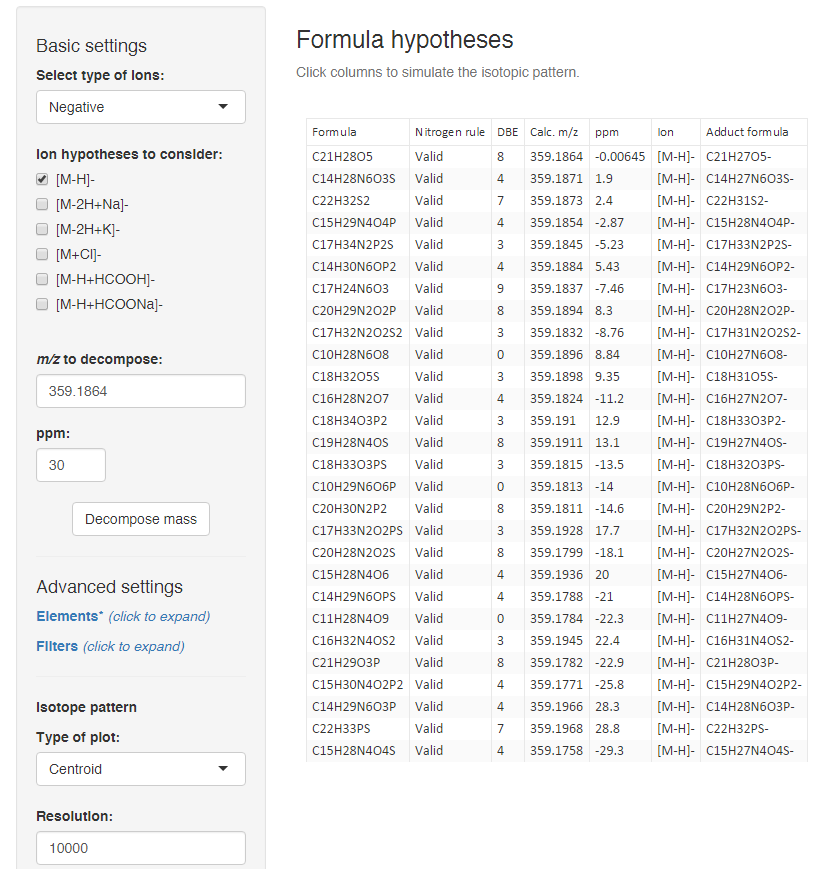 Basic settings
Select type of Ions:
Negative
Ion hypotheses to consider:
[M-H]-
[M-2H+Na]-
[M-2H+K]-
[M+Cl]-
[M-H+HCOOH]-
[M-H+HCOONa]-
m/z to decompose:
359.1864
ppm:
30
Decompose mass
Advanced settings
Elements* (click to expand)
Filters (click to expand)
Isotope pattern
Type of plot:
Centroid
Resolution:
10000
Formula hypotheses
Click columns to simulate the isotopic pattern.
Formula Nitrogen rule DBE Calc. m/z ppm Ion Adduct formula
C21H28O5 Valid 8 359.1864 -0.00645 [M-H]- C21H27O5-
C14H28N6O3S Valid 4 359.1871 1.9 [M-H]- C14H27N6O3S-
C22H32S2 Valid 7 359.1873 2.4 [M-H]- C22H31S2-
C15H29N4O4P Valid 4 359.1854 -2.87 [M-H]- C15H28N4O4P-
C17H34N2P2S Valid 3 359.1845 -5.23 [M-H]- C17H33N2P2S-
C14H30N6OP2 Valid 4 359.1884 5.43 [M-H]- C14H29N6OP2-
C17H24N6O3 Valid 9 359.1837 -7.46 [M-H]- C17H23N6O3-
C20H29N2O2P Valid 8 359.1894 8.3 [M-H]- C20H28N2O2P-
C17H32N2O2S2 Valid 3 359.1832 -8.76 [M-H]- C17H31N2O2S2-
C10H28N6O8 Valid 0 359.1896 8.84 [M-H]- C10H27N6O8-
C18H32O5S Valid 3 359.1898 9.35 [M-H]- C18H31O5S-
C16H28N2O7 Valid 4 359.1824 -11.2 [M-H]- C16H27N2O7-
C18H34O3P2 Valid 3 359.191 12.9 [M-H]- C18H33O3P2-
C19H28N4OS Valid 8 359.1911 13.1 [M-H]- C19H27N4OS-
C18H33O3PS Valid 3 359.1815 -13.5 [M-H]- C18H32O3PS-
C10H29N6O6P Valid 0 359.1813 -14 [M-H]- C10H28N6O6P-
C20H30N2P2 Valid 8 359.1811 -14.6 [M-H]- C20H29N2P2-
C17H33N2O2PS Valid 3 359.1928 17.7 [M-H]- C17H32N2O2PS-
C20H28N2O2S Valid 8 359.1799 -18.1 [M-H]- C20H27N2O2S-
C15H28N4O6 Valid 4 359.1936 20 [M-H]- C15H27N4O6-
C14H29N6OPS Valid 4 359.1788 -21 [M-H]- C14H28N6OPS-
C11H28N4O9 Valid 0 359.1784 -22.3 [M-H]- C11H27N4O9-
C16H32N4OS2 Valid 3 359.1945 22.4 [M-H]- C16H31N4OS2-
C21H29O3P Valid 8 359.1782 -22.9 [M-H]- C21H28O3P-
C15H30N4O2P2 Valid 4 359.1771 -25.8 [M-H]- C15H29N4O2P2-
C14H29N6O3P Valid 4 359.1966 28.3 [M-H]- C14H28N6O3P-
C22H33PS Valid 7 359.1968 28.8 [M-H]- C22H32PS-
C15H28N4O4S Valid 4 359.1758 -29.3 [M-H]- C15H27N4O4S-